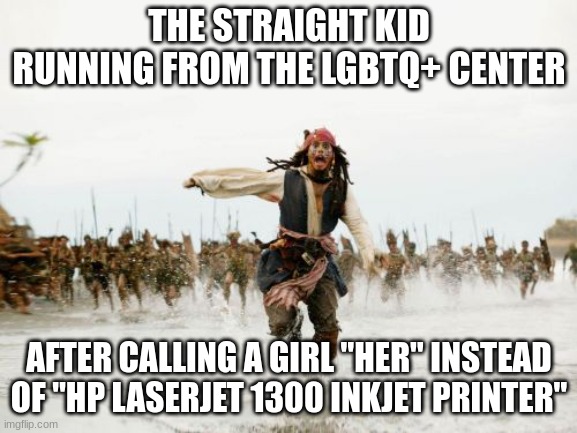 THE STRAIGHT KID
RUNNING FROM THE LGBTQ+ CENTER
AFTER CALLING A GIRL "HER" INSTEAD
OF "HP LASERJET 1300 INKJET PRINTER"
imgflip.com